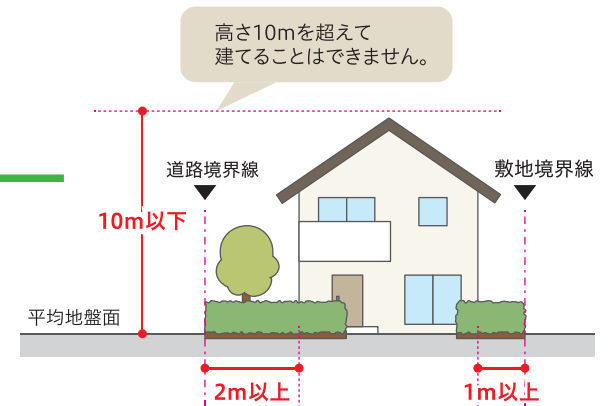 高さ10mを超えて
建てることはできません。
道路境界線
敷地境界線
10m以下
平均地盤面
2m以上
1m以上